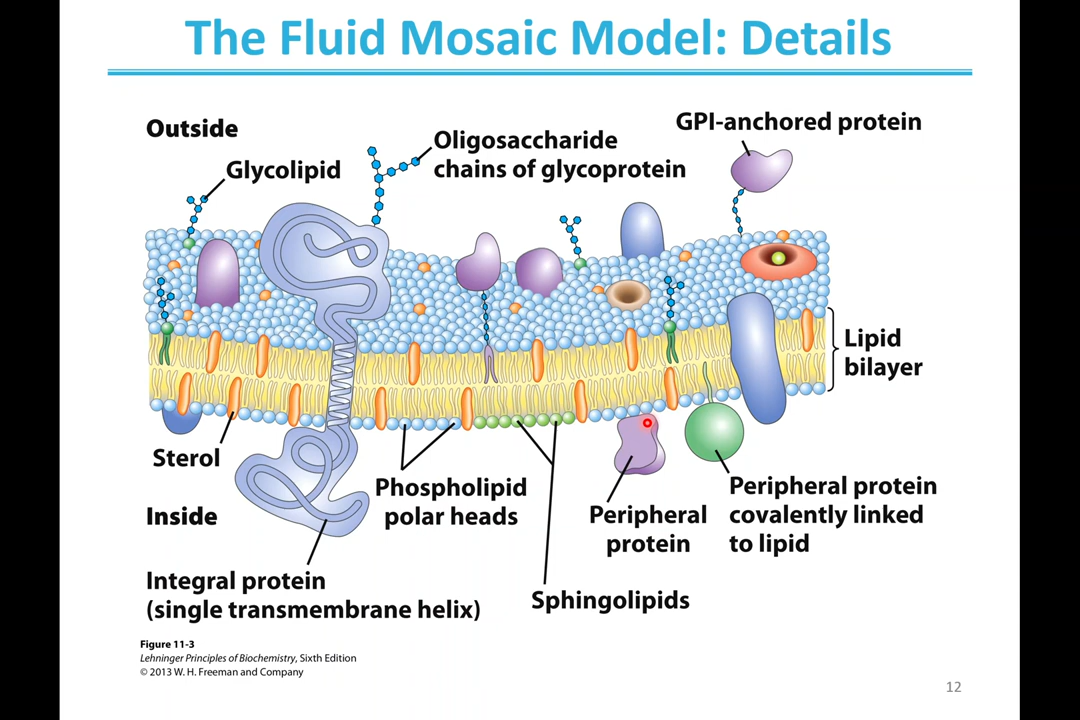 The Fluid Mosaic Model: Details
Outside
Glycolipid
Oligosaccharide
chains of glycoprotein
GPI-anchored protein
Lipid
bilayer
Sterol
Inside
Phospholipid
polar heads
Peripheral
protein
Peripheral protein
covalently linked
to lipid
Integral protein
(single transmembrane helix)
Sphingolipids
Figure 11-3
Lehninger Principles of Biochemistry, Sixth Edition
© 2013 W. H. Freeman and Company
12